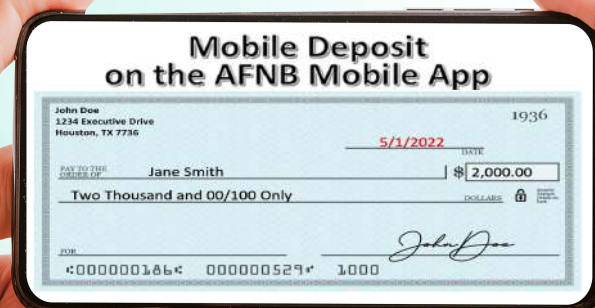 Mobile Deposit
on the AFNB Mobile App
John Doe
1234 Executive Drive
Houston, TX 7736
1936
5/1/2022
DATE
PAY TO THE
ORDER OF
Jane Smith
$ 2,000.00
Two Thousand and 00/100 Only
DOLLARS
FOR
John Doe
⑆000000186⑆ 000000529⑈ 1000